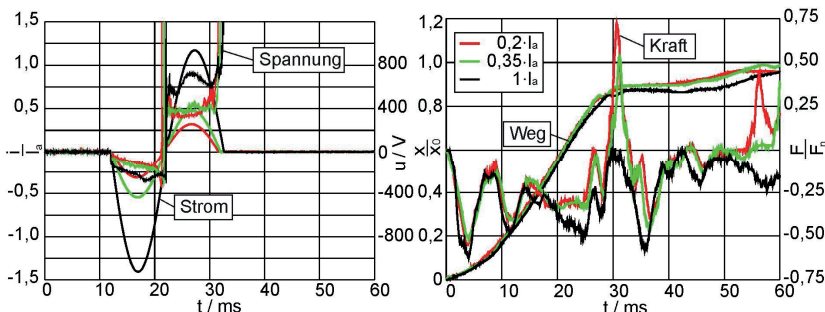 1,5
1,0
0,5
0,0
-0,5
-1,0
-1,5
i
Ia
0 10 20 30 40 50 60
t / ms
800
400
0
-400
-800
u / V
Spannung
Strom
1,2
1,0
0,8
0,6
0,4
0,2
0
X
X0
0,2·Ia
0,35·Ia
1·Ia
Kraft
Weg
0 10 20 30 40 50 60
t / ms
0,75
0,50
0,25
0
-0,25
-0,50
-0,75
F
Fn